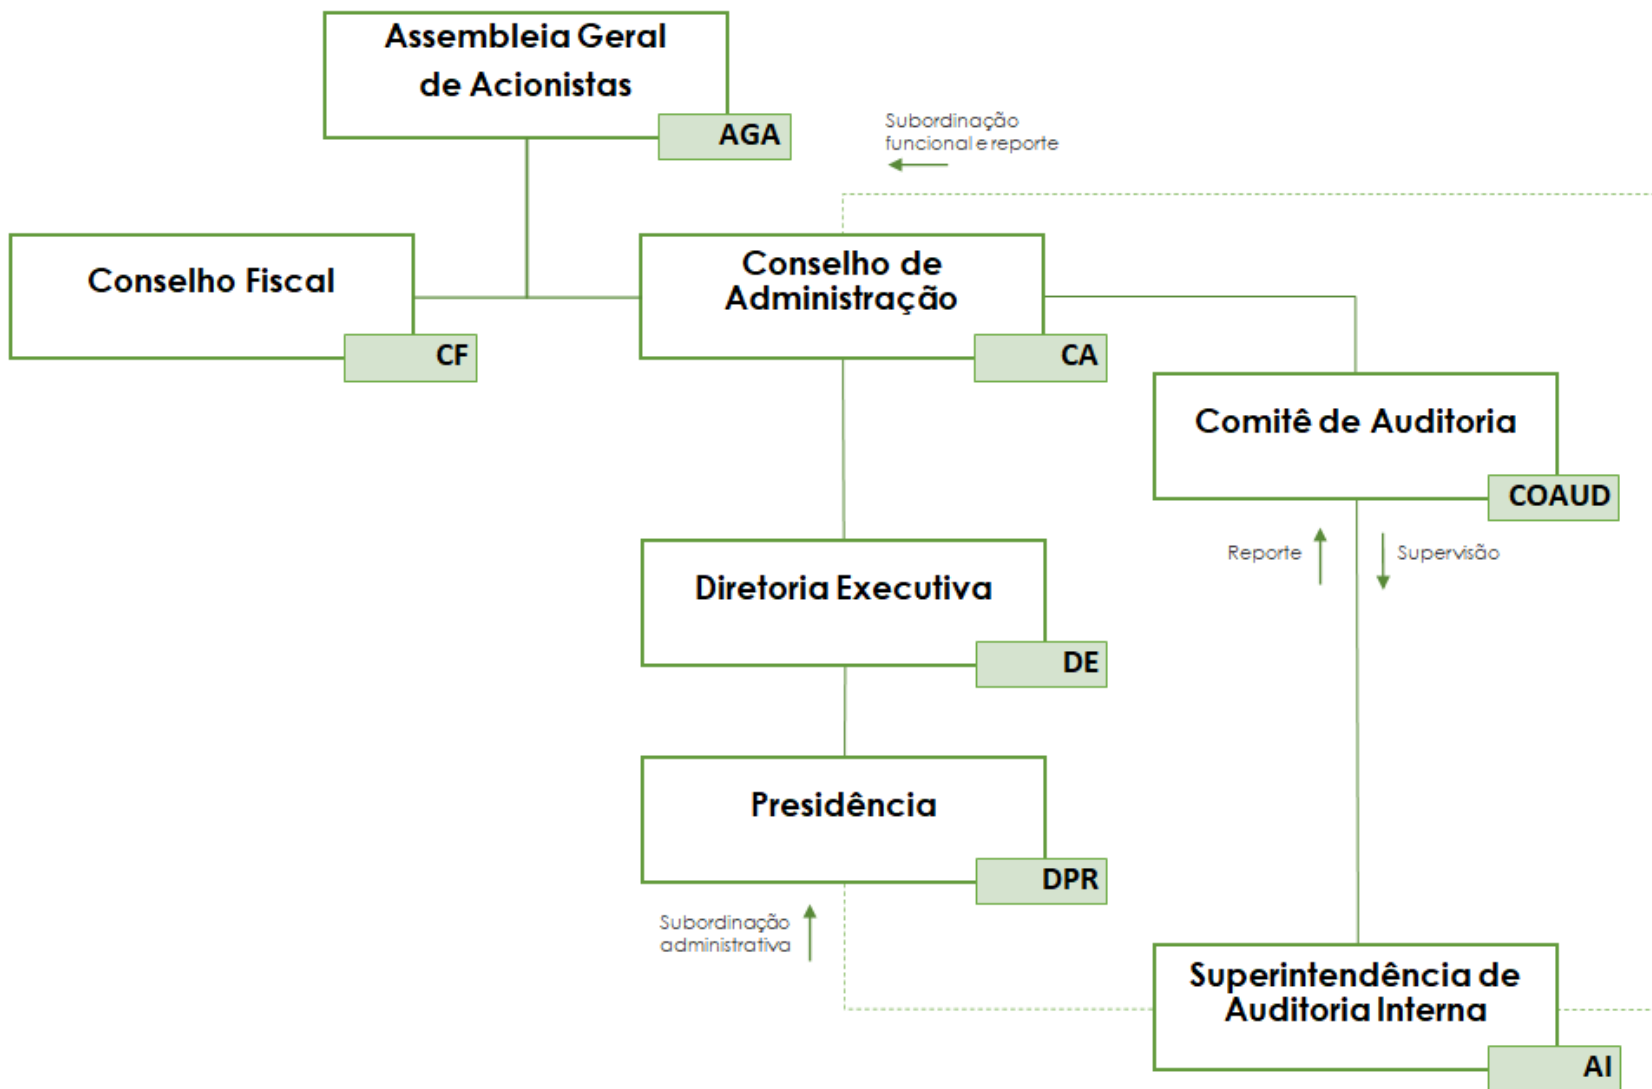 Assembleia Geral
de Acionistas
AGA
Subordinação
funcional e reporte
Conselho Fiscal
CF
Conselho de
Administração
CA
Comitê de Auditoria
COAUD
Reporte
Supervisão
Diretoria Executiva
DE
Presidência
DPR
Subordinação
administrativa
Superintendência de
Auditoria Interna
AI